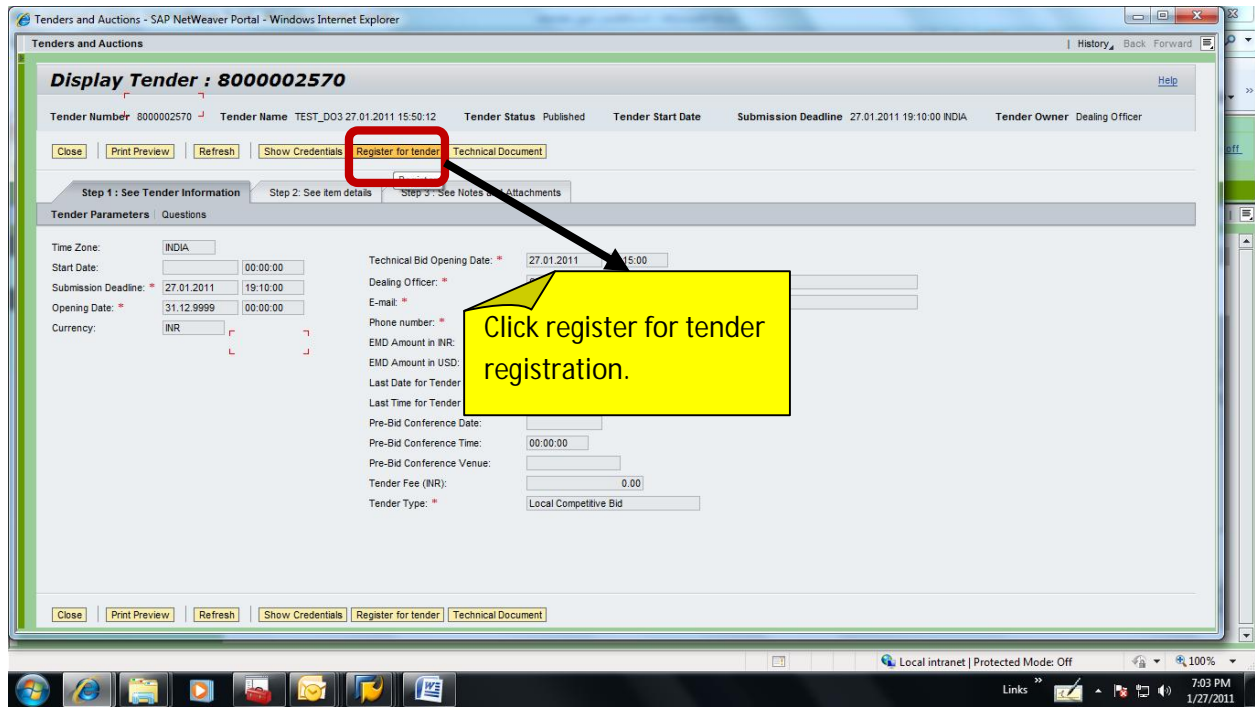 Tenders and Auctions - SAP NetWeaver Portal - Windows Internet Explorer
Tenders and Auctions | History Back Forward
Display Tender : 8000002570 Help
Tender Number 8000002570 Tender Name TEST_DO3 27.01.2011 15:50:12 Tender Status Published Tender Start Date Submission Deadline 27.01.2011 19:10:00 INDIA Tender Owner Dealing Officer
Close Print Preview Refresh Show Credentials Register for tender Technical Document
off
Step 1 : See Tender Information Step 2: See item details Step 3 : See Notes and Attachments
Tender Parameters Questions
Time Zone: INDIA
Start Date: 00:00:00
Submission Deadline: * 27.01.2011 19:10:00
Opening Date: * 31.12.9999 00:00:00
Currency: INR
Technical Bid Opening Date: * 27.01.2011 15:00
Dealing Officer: *
E-mail: *
Phone number: *
EMD Amount in INR:
EMD Amount in USD:
Last Date for Tender
Last Time for Tender
Pre-Bid Conference Date:
Pre-Bid Conference Time: 00:00:00
Pre-Bid Conference Venue:
Tender Fee (INR): 0.00
Tender Type: * Local Competitive Bid
Click register for tender
registration.
Close Print Preview Refresh Show Credentials Register for tender Technical Document
Local intranet | Protected Mode: Off 100%
Links » 7:03 PM
1/27/2011